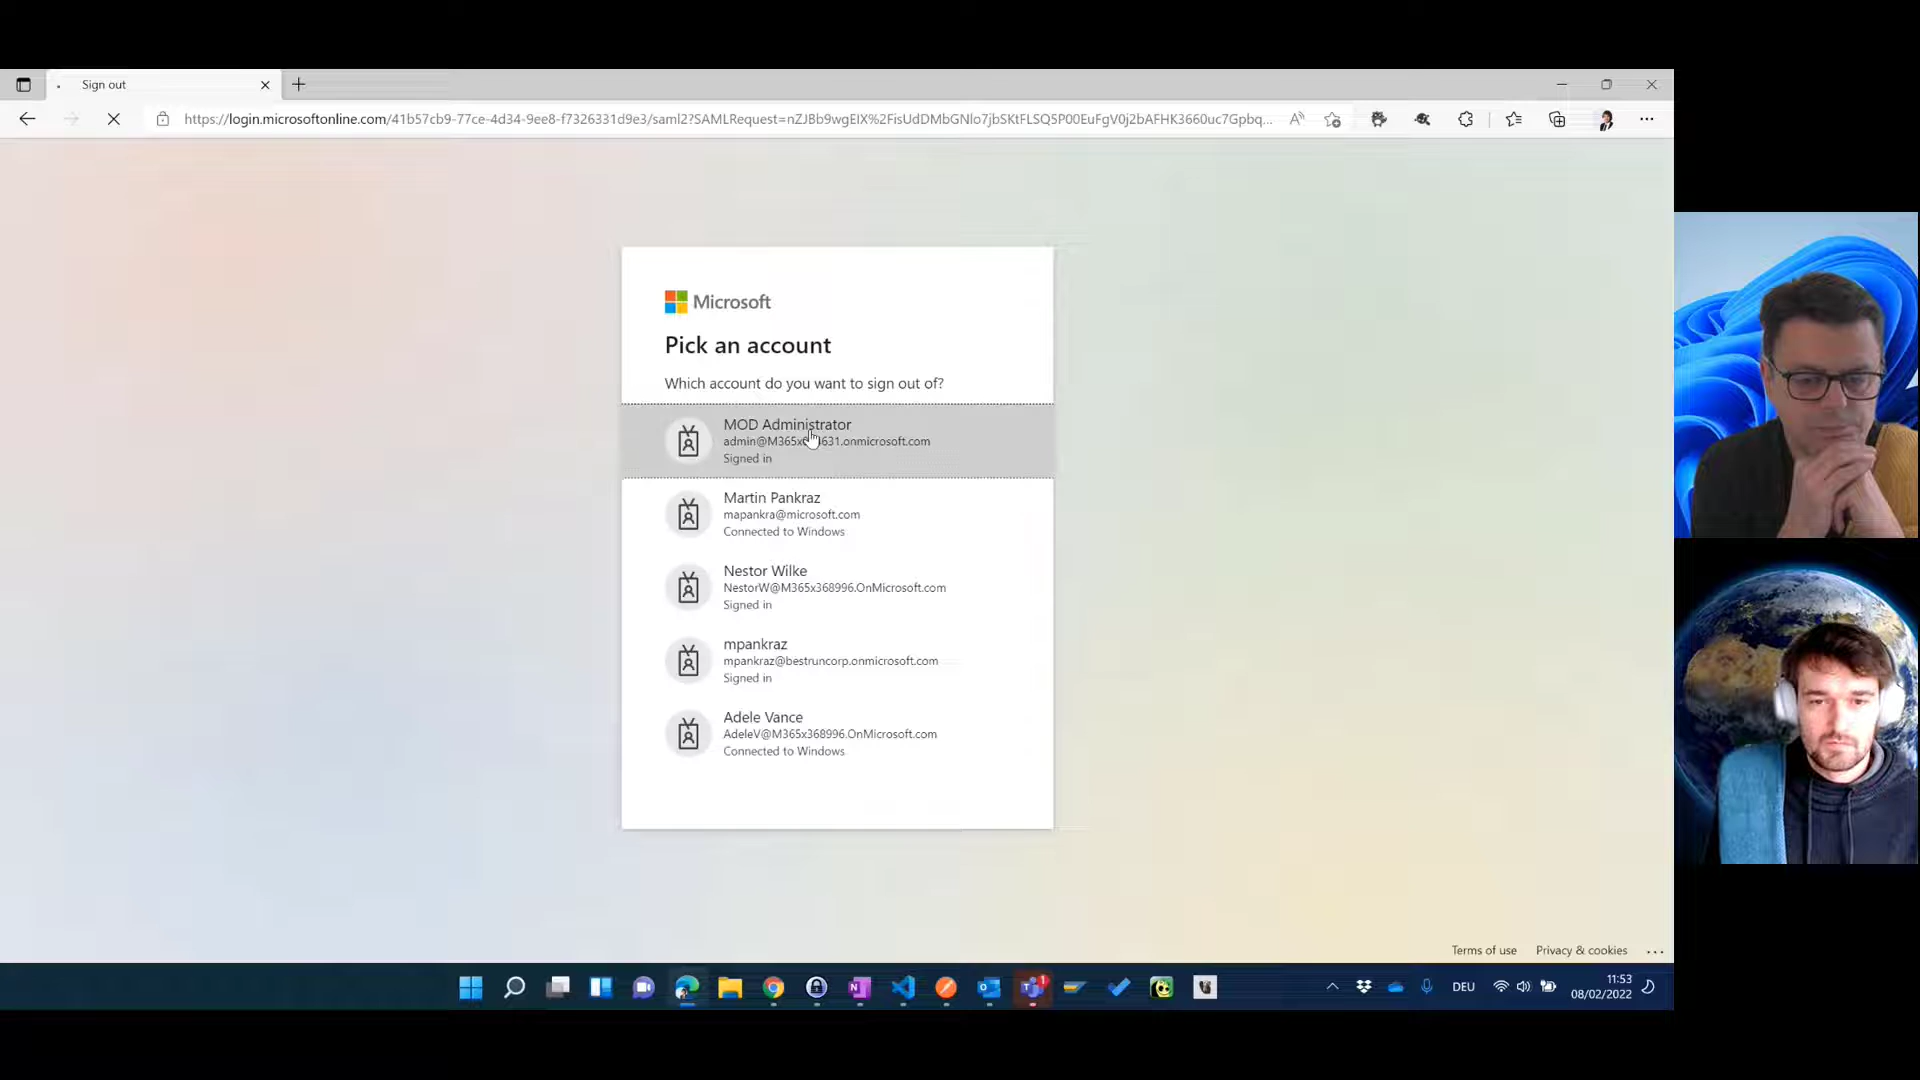 Sign out
https://login.microsoftonline.com/41b57cb9-77ce-4d34-9ee8-f7326331d9e3/saml2?SAMLRequest=nZJBb9wgEIX%2FisUdDMbGNIo7jbSKtFLSQ5P00EuFgV0j2bAFHK3660uc7Gpbq...
Microsoft
Pick an account
Which account do you want to sign out of?
MOD Administrator
Signed in
Martin Pankraz
mapankra@microsoft.com
Connected to Windows
Nestor Wilke
NestorW@M365x368996.OnMicrosoft.com
Signed in
mpankraz
mpankraz@bestruncorp.onmicrosoft.com
Signed in
Adele Vance
AdeleV@M365x368996.OnMicrosoft.com
Connected to Windows
Terms of use Privacy & cookies ...
DEU
11:53
08/02/2022